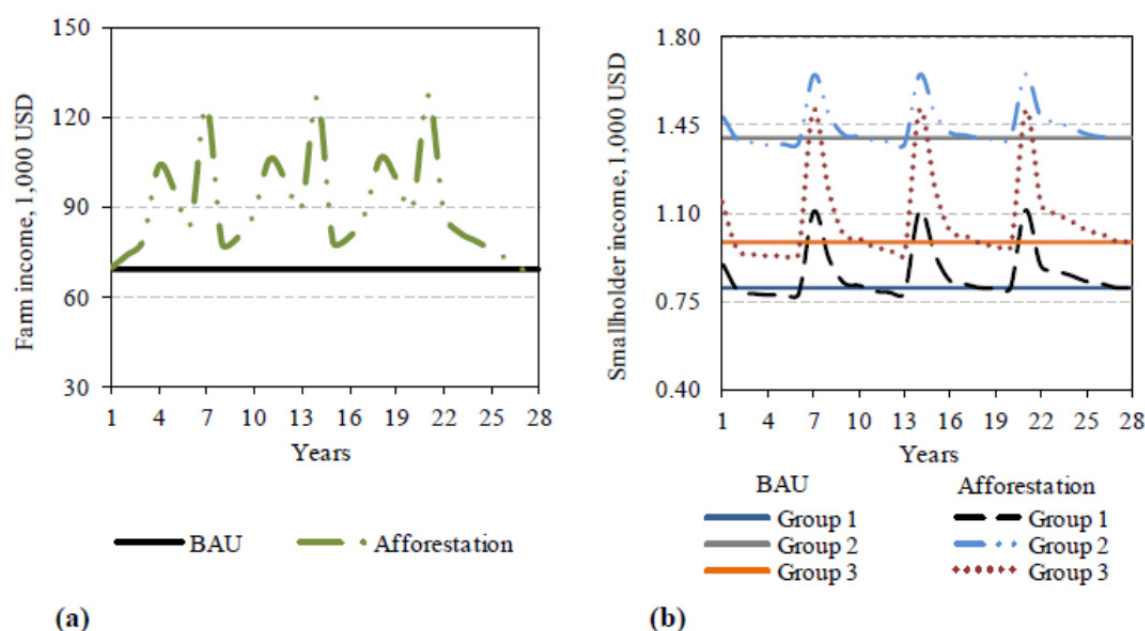 Farm income, 1,000 USD
150
120
90
60
30
1 4 7 10 13 16 19 22 25 28
Years
BAU
Afforestation
(a)
Smallholder income, 1,000 USD
1.80
1.45
1.10
0.75
0.40
1 4 7 10 13 16 19 22 25 28
Years
BAU Afforestation
Group 1 Group 1
Group 2 Group 2
Group 3 Group 3
(b)